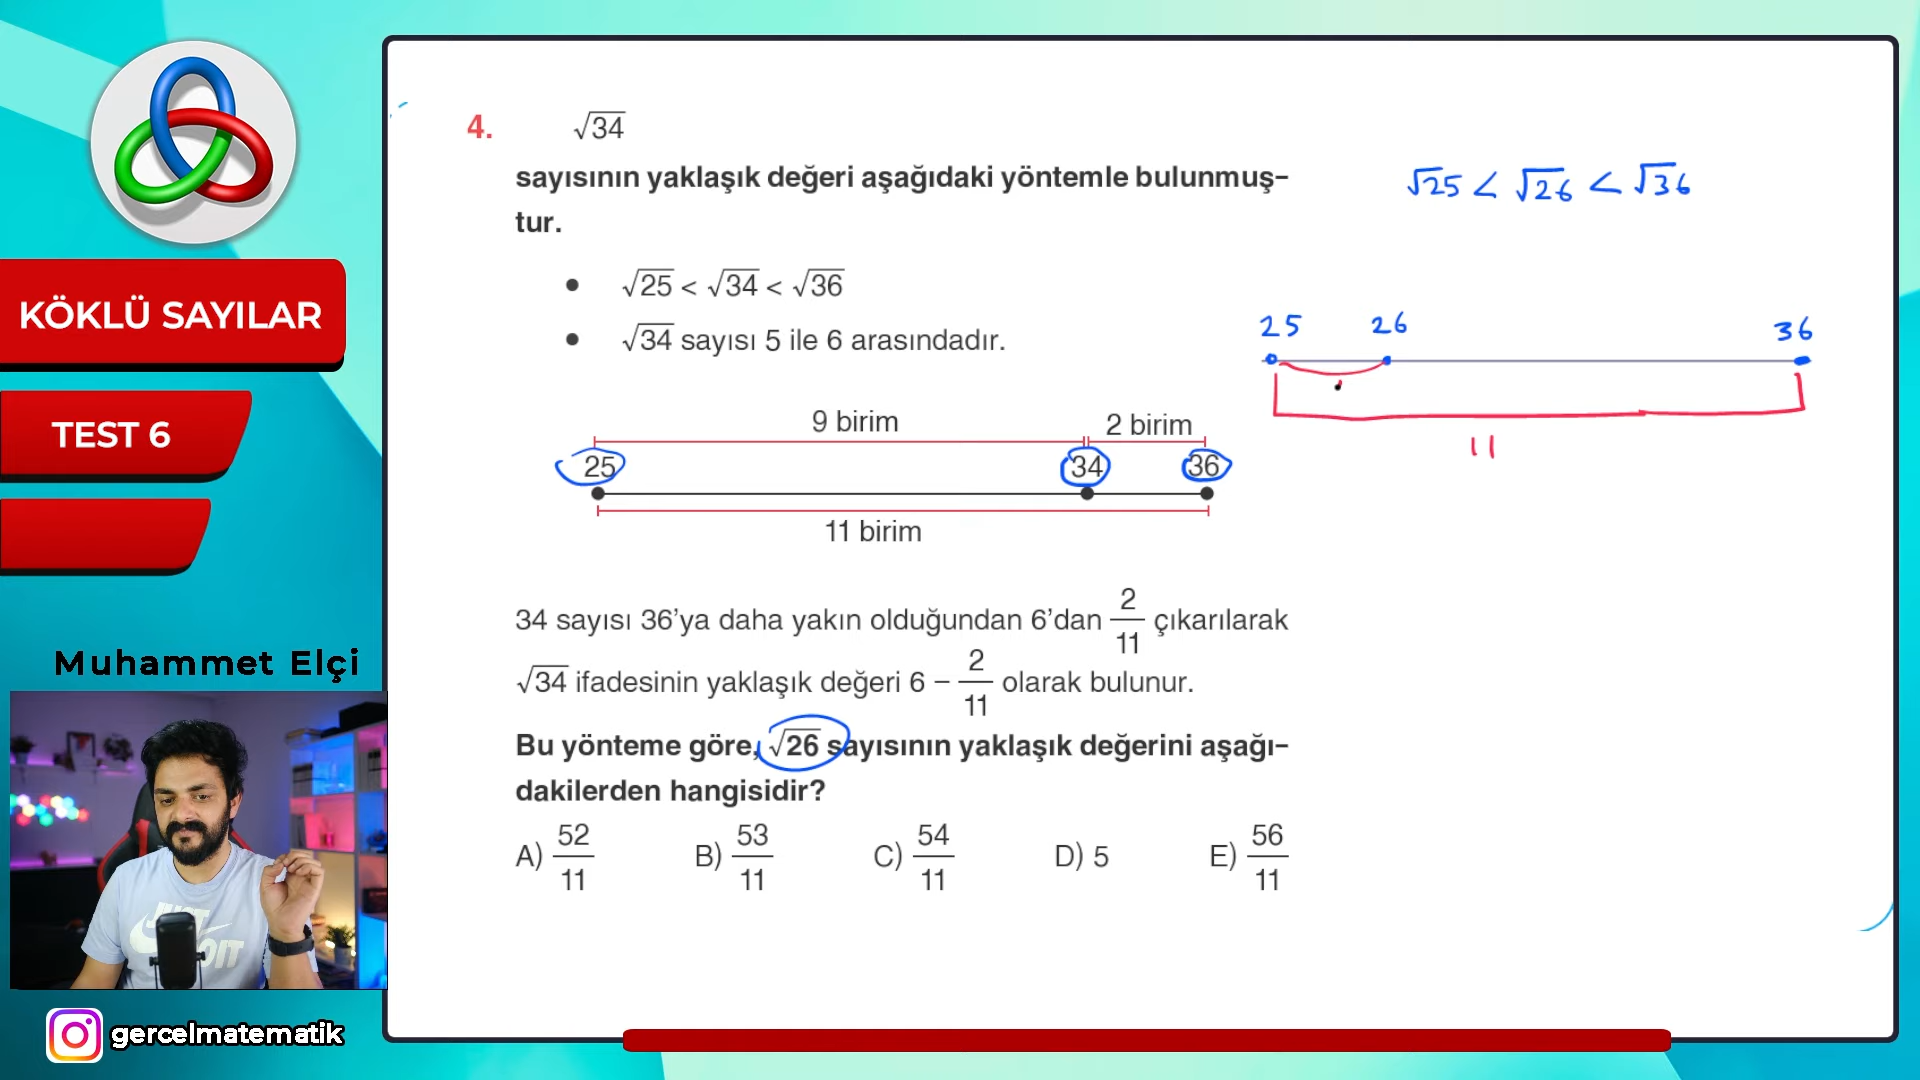 KÖKLÜ SAYILAR
TEST 6
Muhammet Elçi
JUST
DO IT
gercelmatematik
4. √34
sayısının yaklaşık değeri aşağıdaki yöntemle bulunmuş-
tur.
• √25 < √34 < √36
• √34 sayısı 5 ile 6 arasındadır.
9 birim 2 birim
25 34 36
11 birim
34 sayısı 36'ya daha yakın olduğundan 6'dan 2/11 çıkarılarak
√34 ifadesinin yaklaşık değeri 6 − 2/11 olarak bulunur.
Bu yönteme göre, √26 sayısının yaklaşık değerini aşağı-
dakilerden hangisidir?
A) 52/11 B) 53/11 C) 54/11 D) 5 E) 56/11
√25 < √26 < √36
25 26 36
11